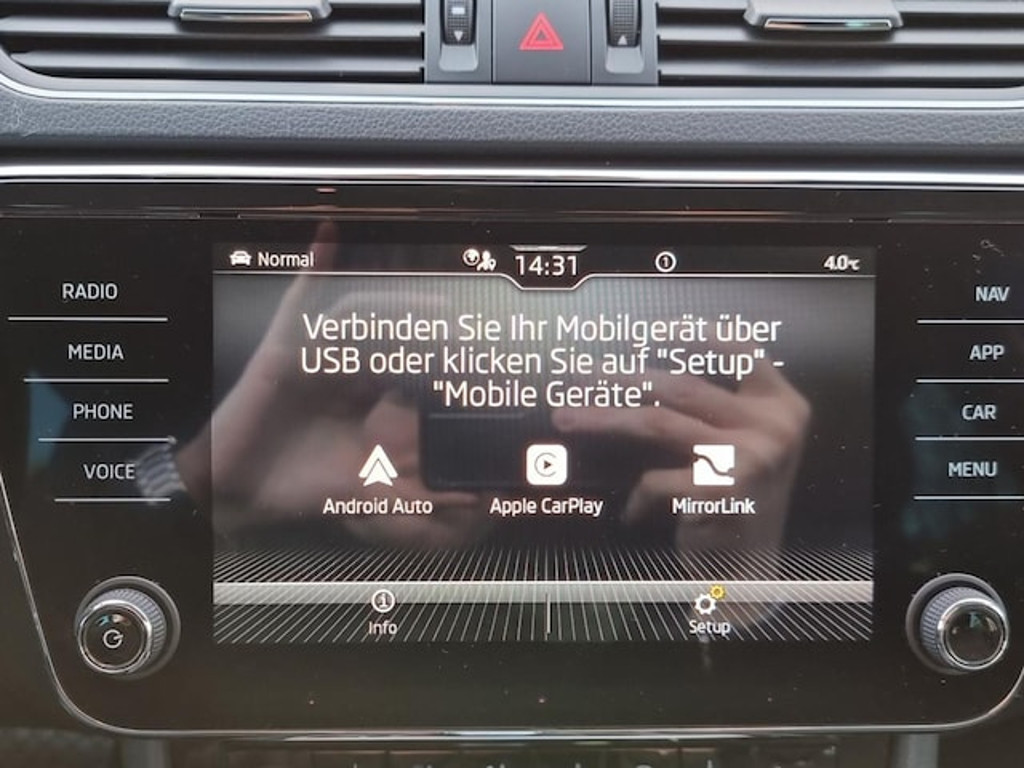 Normal
14:31
1
4.0°C
RADIO
MEDIA
PHONE
VOICE
NAV
APP
CAR
MENU
Verbinden Sie Ihr Mobilgerät über
USB oder klicken Sie auf "Setup" -
"Mobile Geräte".
Android Auto
Apple CarPlay
MirrorLink
Info
Setup